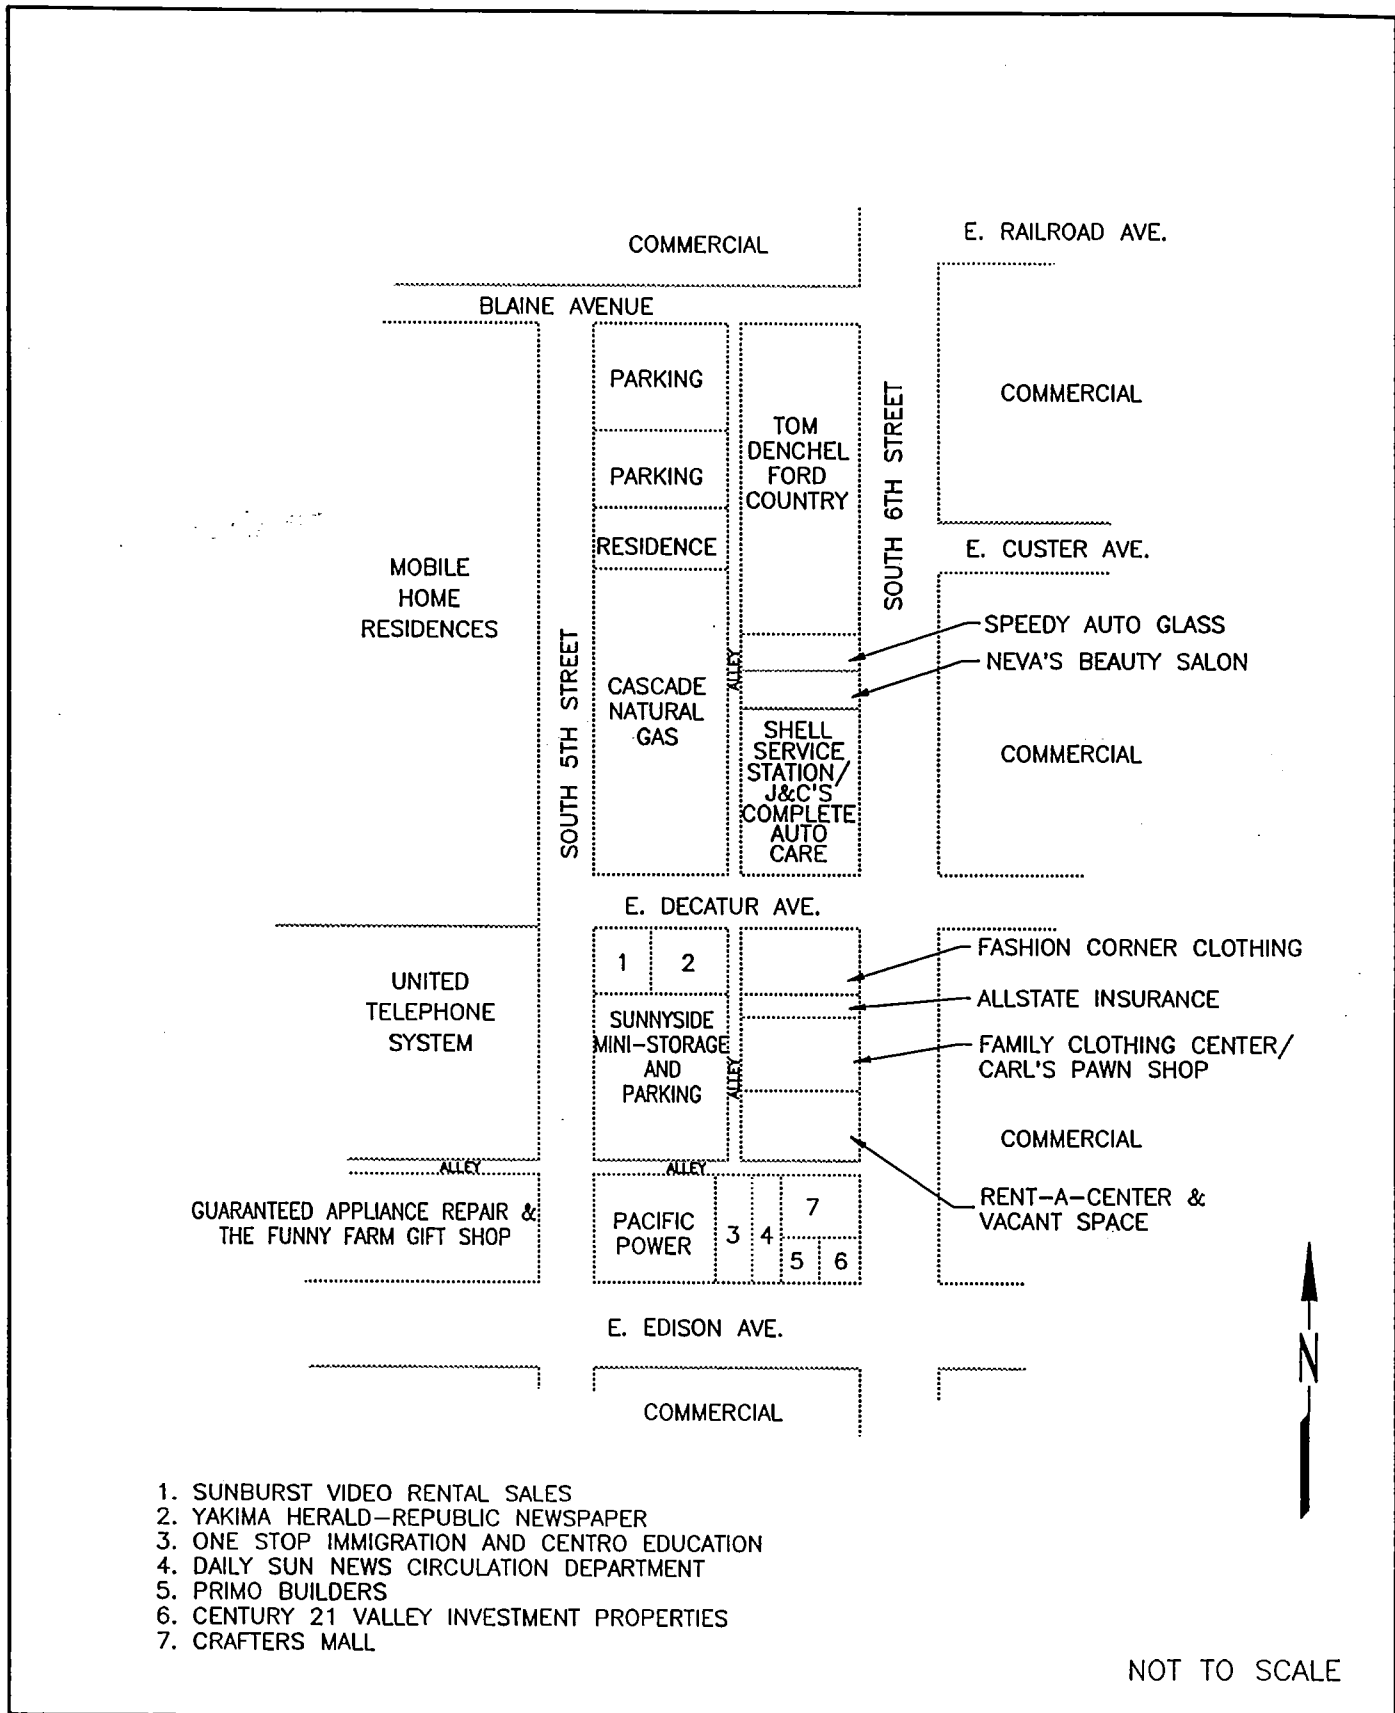 COMMERCIAL
E. RAILROAD AVE.
BLAINE AVENUE
PARKING
COMMERCIAL
TOM
DENCHEL
FORD
COUNTRY
SOUTH 6TH STREET
PARKING
RESIDENCE
E. CUSTER AVE.
MOBILE
HOME
RESIDENCES
SPEEDY AUTO GLASS
NEVA'S BEAUTY SALON
ALLEY
SOUTH 5TH STREET
CASCADE
NATURAL
GAS
SHELL
SERVICE
STATION/
J&C'S
COMPLETE
AUTO
CARE
COMMERCIAL
E. DECATUR AVE.
1
2
FASHION CORNER CLOTHING
UNITED
TELEPHONE
SYSTEM
ALLSTATE INSURANCE
SUNNYSIDE
MINI-STORAGE
AND
PARKING
ALLEY
FAMILY CLOTHING CENTER/
CARL'S PAWN SHOP
COMMERCIAL
ALLEY
ALLEY
GUARANTEED APPLIANCE REPAIR &
THE FUNNY FARM GIFT SHOP
PACIFIC
POWER
3
4
7
5
6
RENT-A-CENTER &
VACANT SPACE
E. EDISON AVE.
N
COMMERCIAL
1. SUNBURST VIDEO RENTAL SALES
2. YAKIMA HERALD-REPUBLIC NEWSPAPER
3. ONE STOP IMMIGRATION AND CENTRO EDUCATION
4. DAILY SUN NEWS CIRCULATION DEPARTMENT
5. PRIMO BUILDERS
6. CENTURY 21 VALLEY INVESTMENT PROPERTIES
7. CRAFTERS MALL
NOT TO SCALE